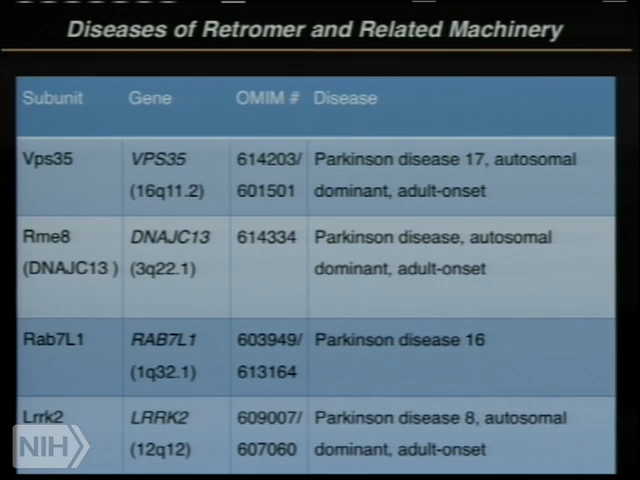 Diseases of Retromer and Related Machinery
Subunit Gene OMIM # Disease
Vps35 VPS35 614203/ Parkinson disease 17, autosomal
(16q11.2) 601501 dominant, adult-onset
Rme8 DNAJC13 614334 Parkinson disease, autosomal
(DNAJC13 ) (3q22.1) dominant, adult-onset
Rab7L1 RAB7L1 603949/ Parkinson disease 16
(1q32.1) 613164
Lrrk2 LRRK2 609007/ Parkinson disease 8, autosomal
(12q12) 607060 dominant, adult-onset
NIH